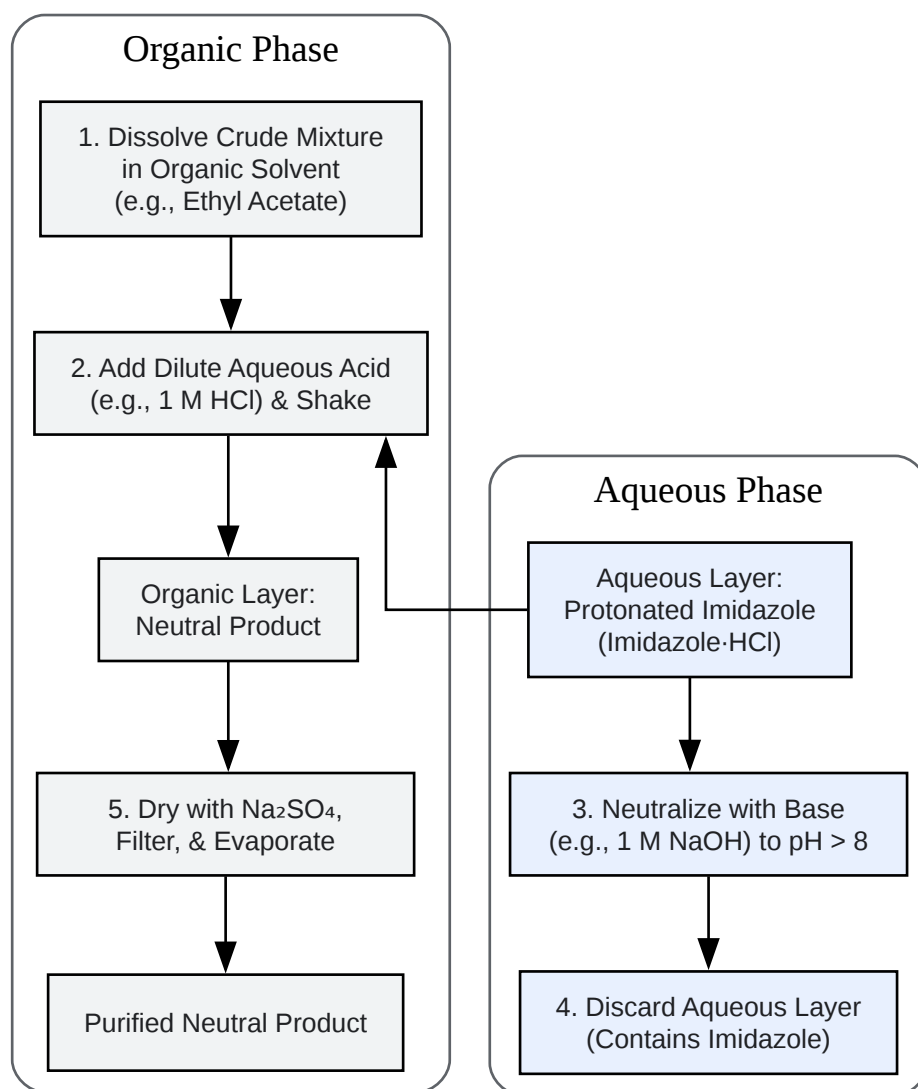 Organic Phase
1. Dissolve Crude Mixture
in Organic Solvent
(e.g., Ethyl Acetate)
2. Add Dilute Aqueous Acid
(e.g., 1 M HCl) & Shake
Organic Layer:
Neutral Product
5. Dry with Na₂SO₄,
Filter, & Evaporate
Purified Neutral Product
Aqueous Phase
Aqueous Layer:
Protonated Imidazole
(Imidazole·HCl)
3. Neutralize with Base
(e.g., 1 M NaOH) to pH > 8
4. Discard Aqueous Layer
(Contains Imidazole)